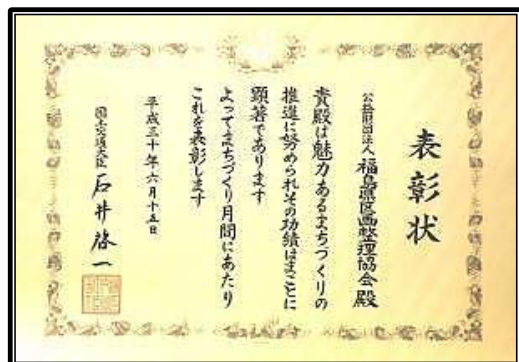 表彰状
公益財団法人 福島県区画整理協会 殿
貴殿は魅力あるまちづくりの
推進に努められその功績はまことに
顕著であります
よってまちづくり月間にあたり
これを表彰します
平成三十年六月十五日
国土交通大臣 石井啓一